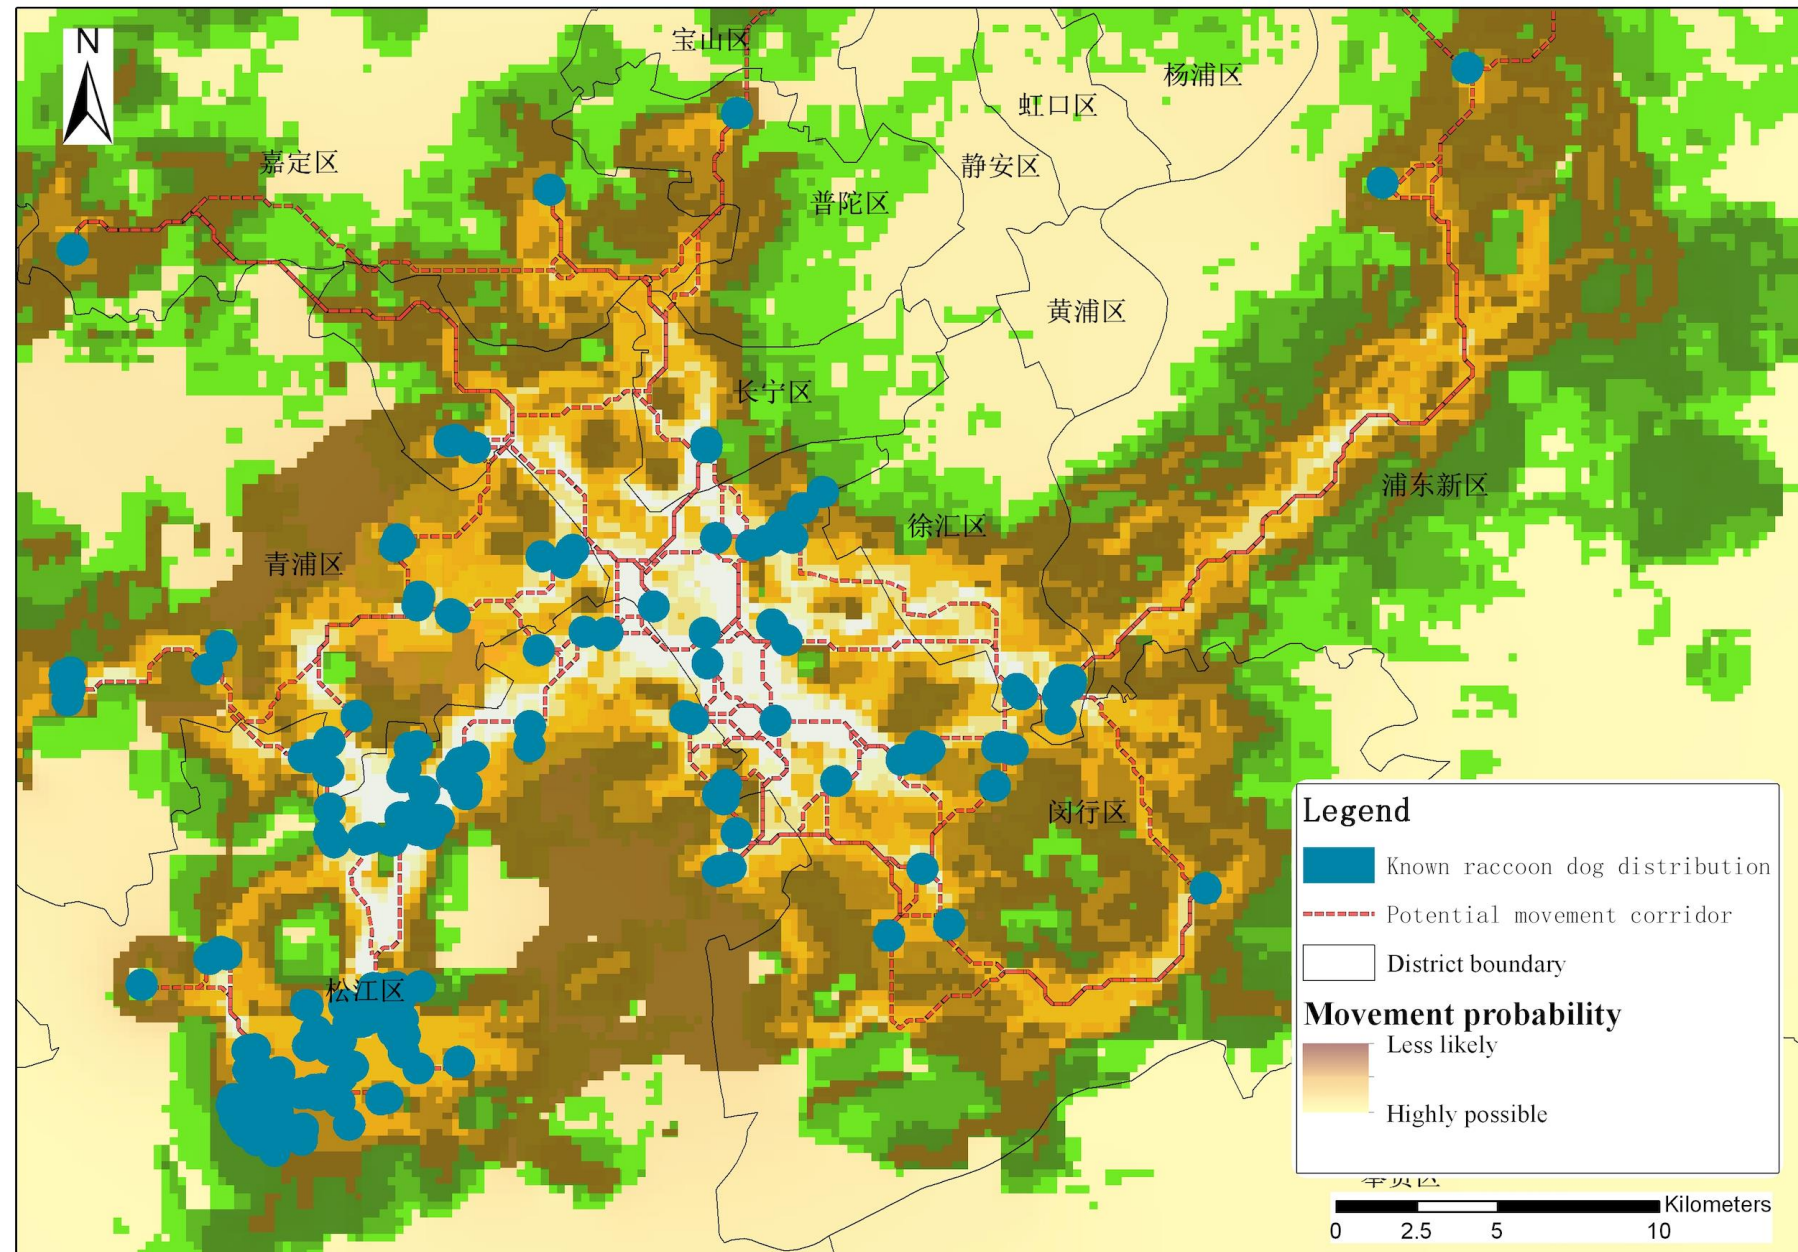 N
宝山区
杨浦区
虹口区
嘉定区
静安区
普陀区
黄浦区
长宁区
浦东新区
徐汇区
青浦区
闵行区
松江区
Legend
Known raccoon dog distribution
Potential movement corridor
District boundary
Movement probability
Less likely
Highly possible
Kilometers
0 2.5 5 10